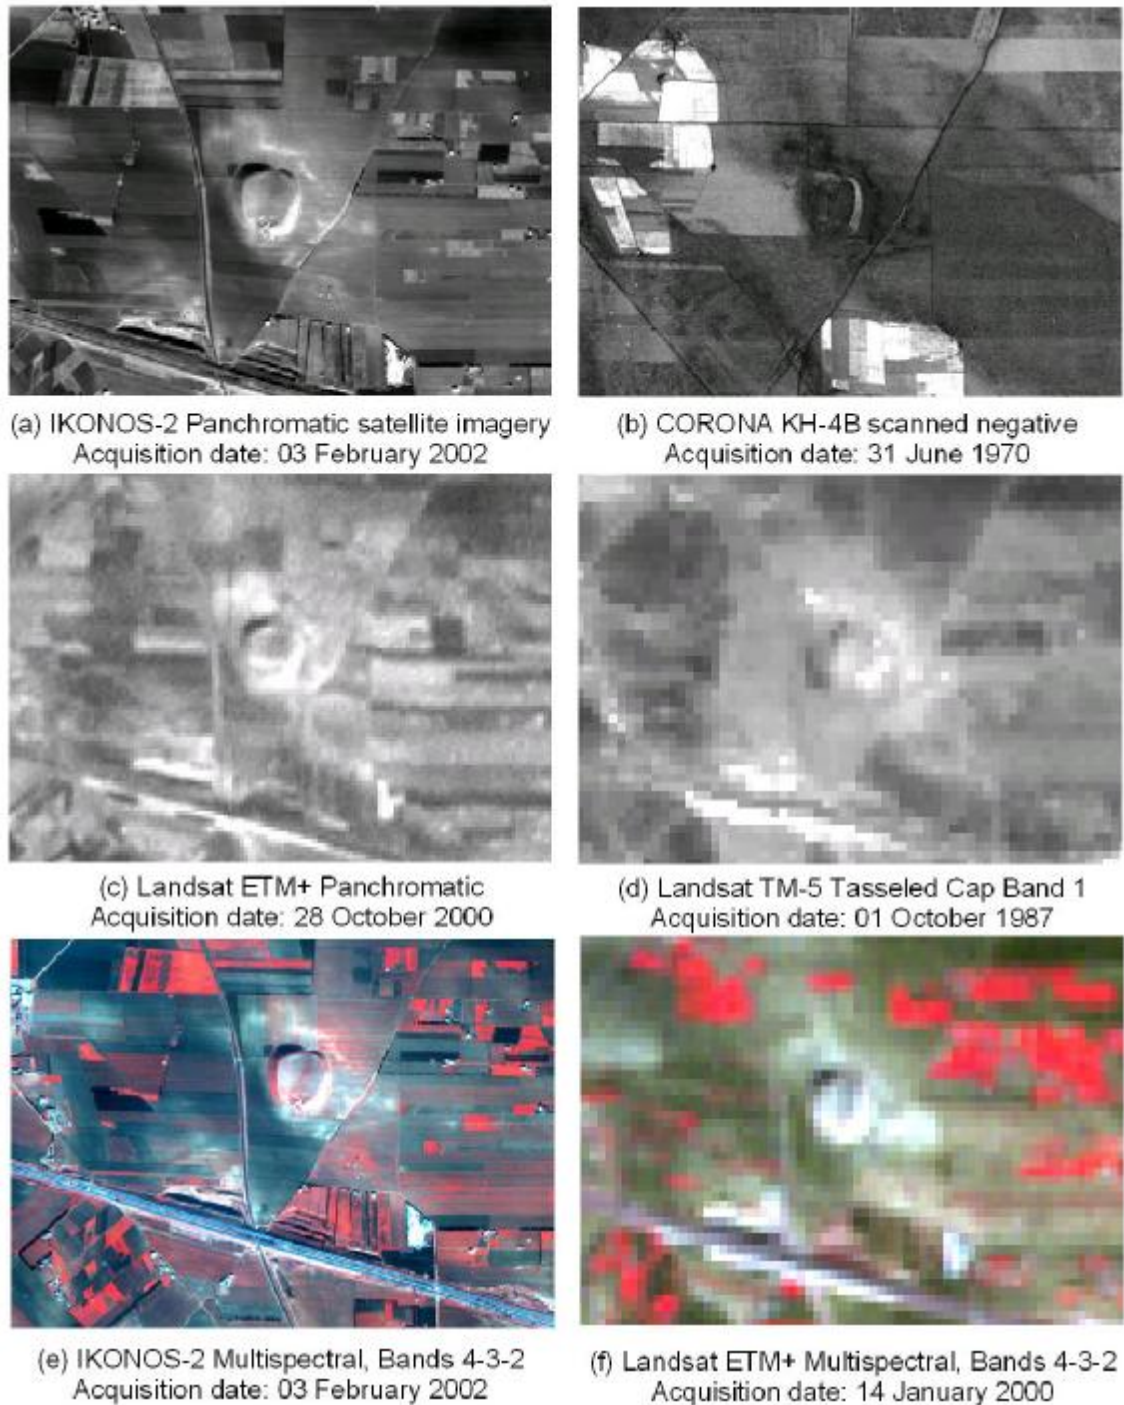 (a) IKONOS-2 Panchromatic satellite imagery
Acquisition date: 03 February 2002
(b) CORONA KH-4B scanned negative
Acquisition date: 31 June 1970
(c) Landsat ETM+ Panchromatic
Acquisition date: 28 October 2000
(d) Landsat TM-5 Tasseled Cap Band 1
Acquisition date: 01 October 1987
(e) IKONOS-2 Multispectral, Bands 4-3-2
Acquisition date: 03 February 2002
(f) Landsat ETM+ Multispectral, Bands 4-3-2
Acquisition date: 14 January 2000